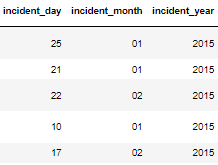 incident_day incident_month incident_year
25 01 2015
21 01 2015
22 02 2015
10 01 2015
17 02 2015